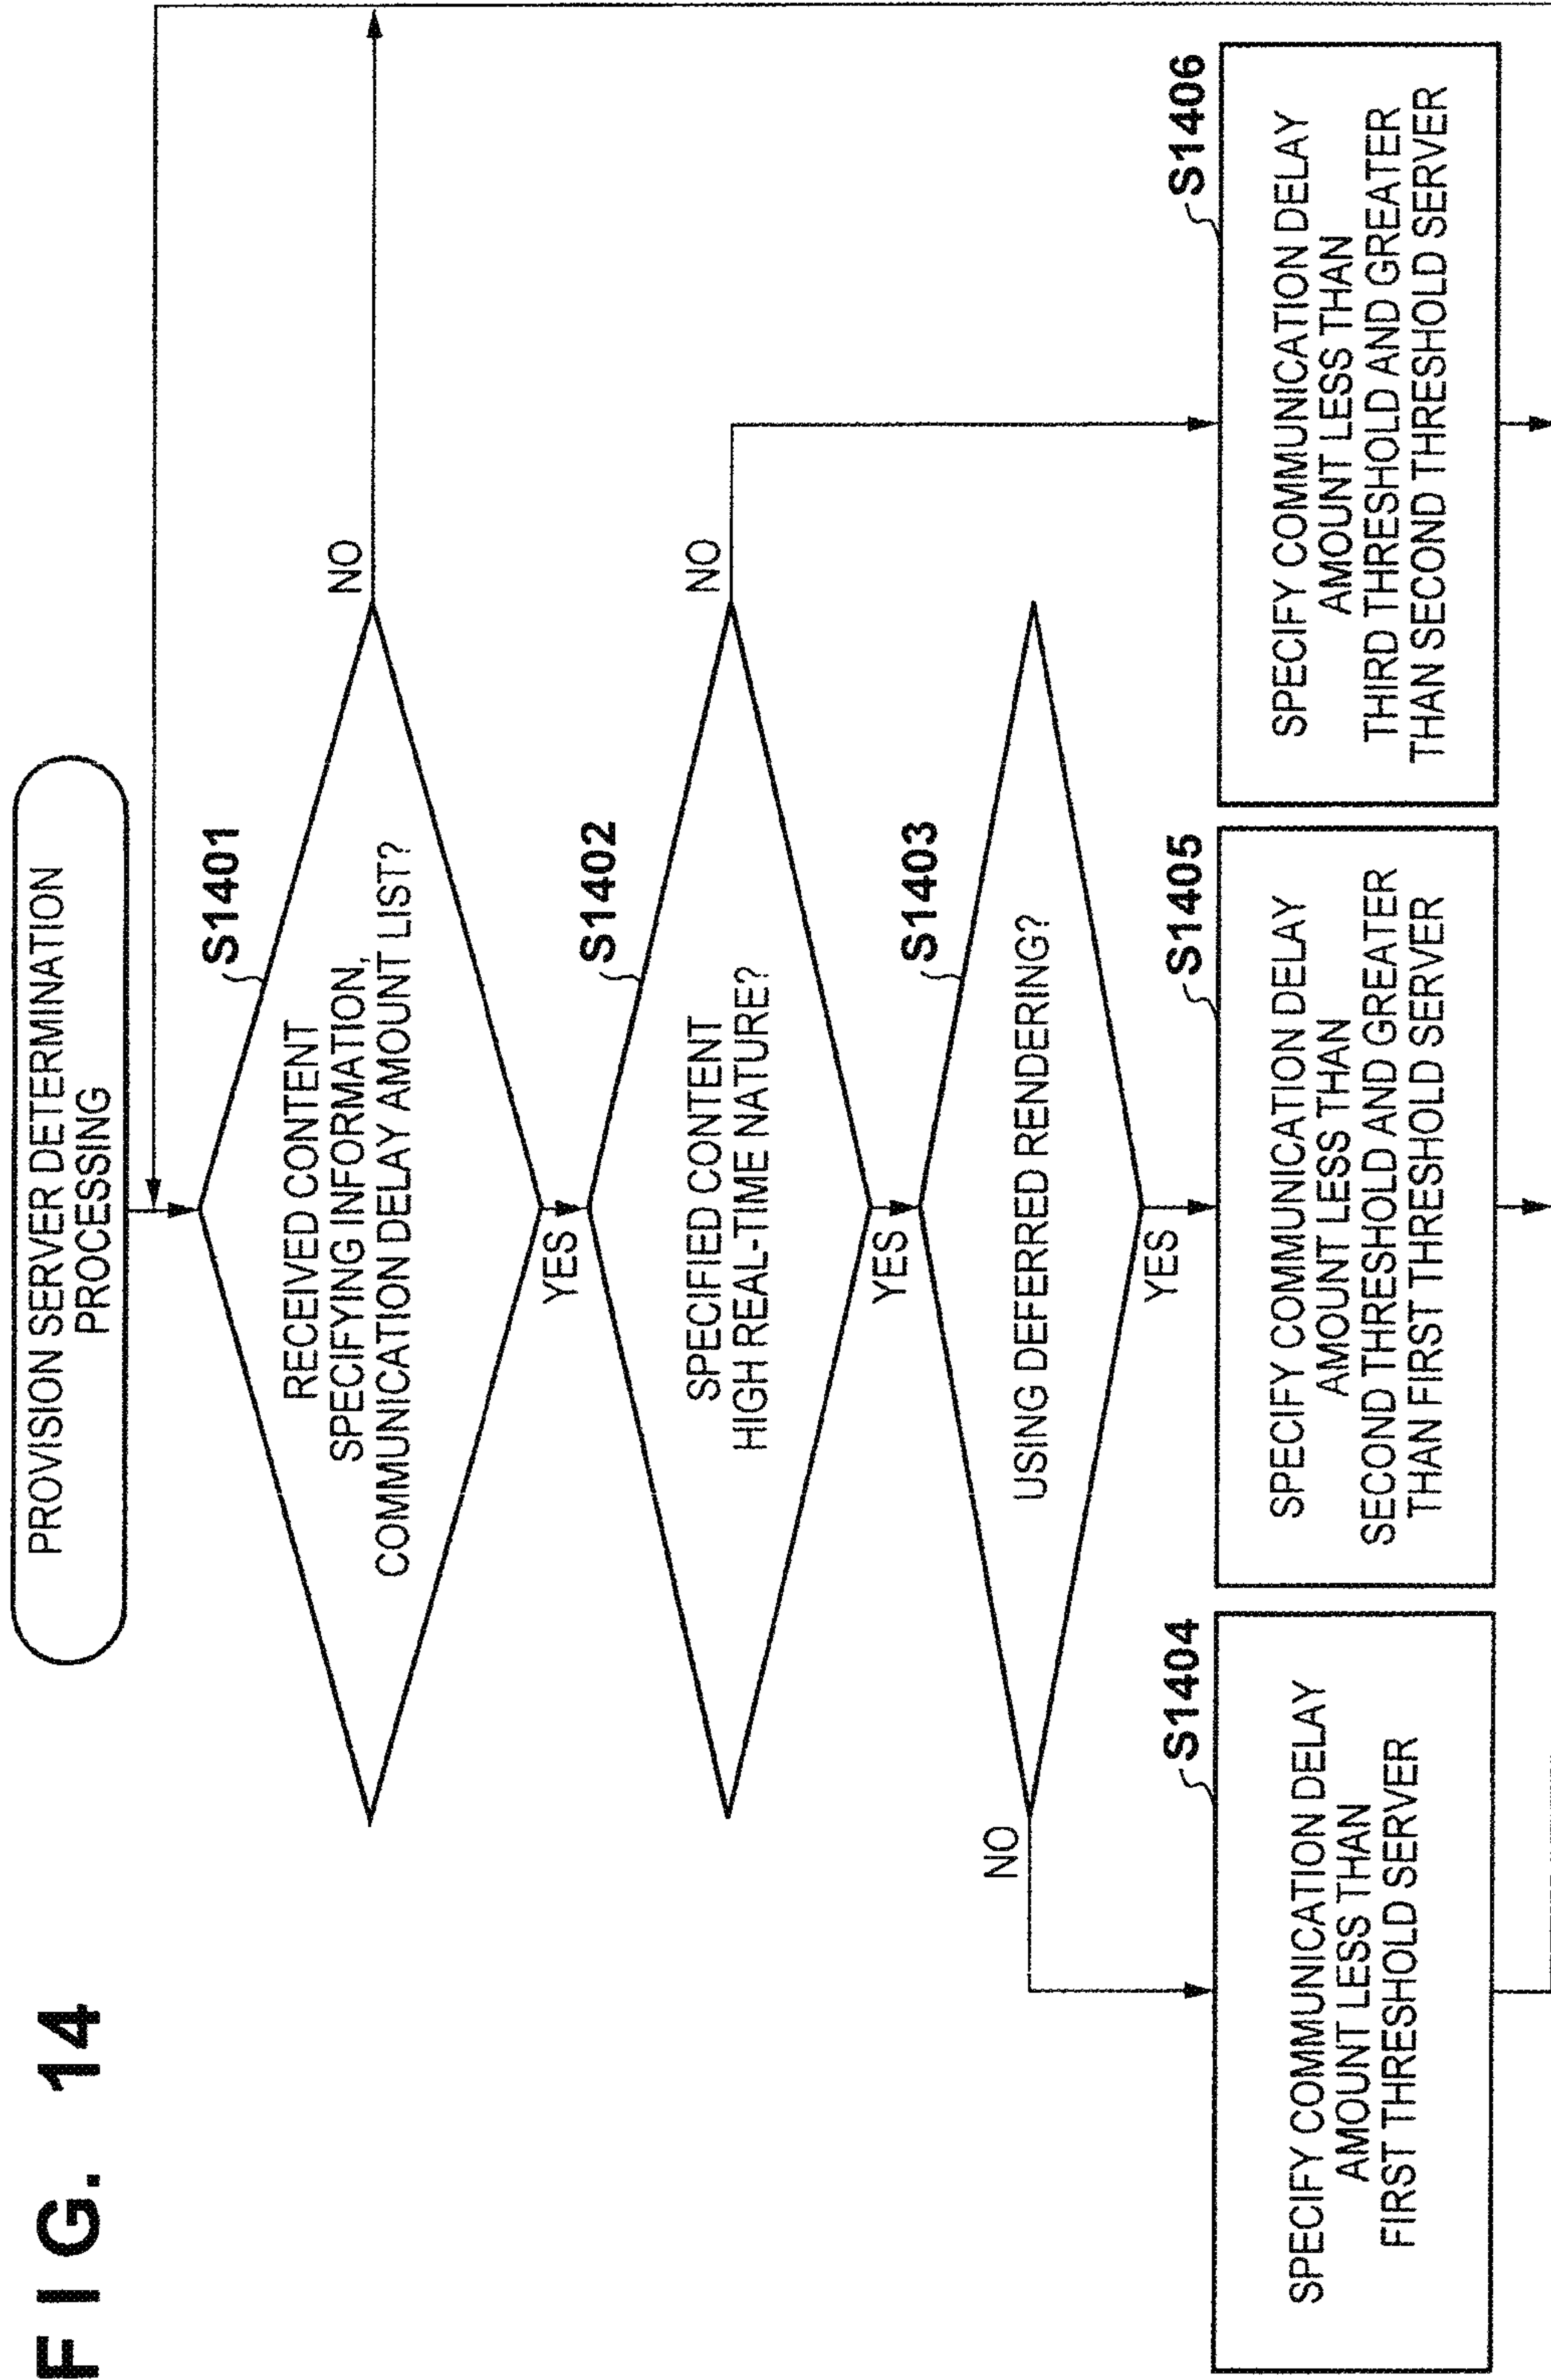 FIG. 14
PROVISION SERVER DETERMINATION
PROCESSING
S1401
RECEIVED CONTENT
SPECIFYING INFORMATION,
COMMUNICATION DELAY AMOUNT LIST?
NO
YES
S1402
SPECIFIED CONTENT
HIGH REAL-TIME NATURE?
NO
YES
S1403
USING DEFERRED RENDERING?
NO
YES
S1404
SPECIFY COMMUNICATION DELAY
AMOUNT LESS THAN
FIRST THRESHOLD SERVER
S1405
SPECIFY COMMUNICATION DELAY
AMOUNT LESS THAN
SECOND THRESHOLD AND GREATER
THAN FIRST THRESHOLD SERVER
S1406
SPECIFY COMMUNICATION DELAY
AMOUNT LESS THAN
THIRD THRESHOLD AND GREATER
THAN SECOND THRESHOLD SERVER